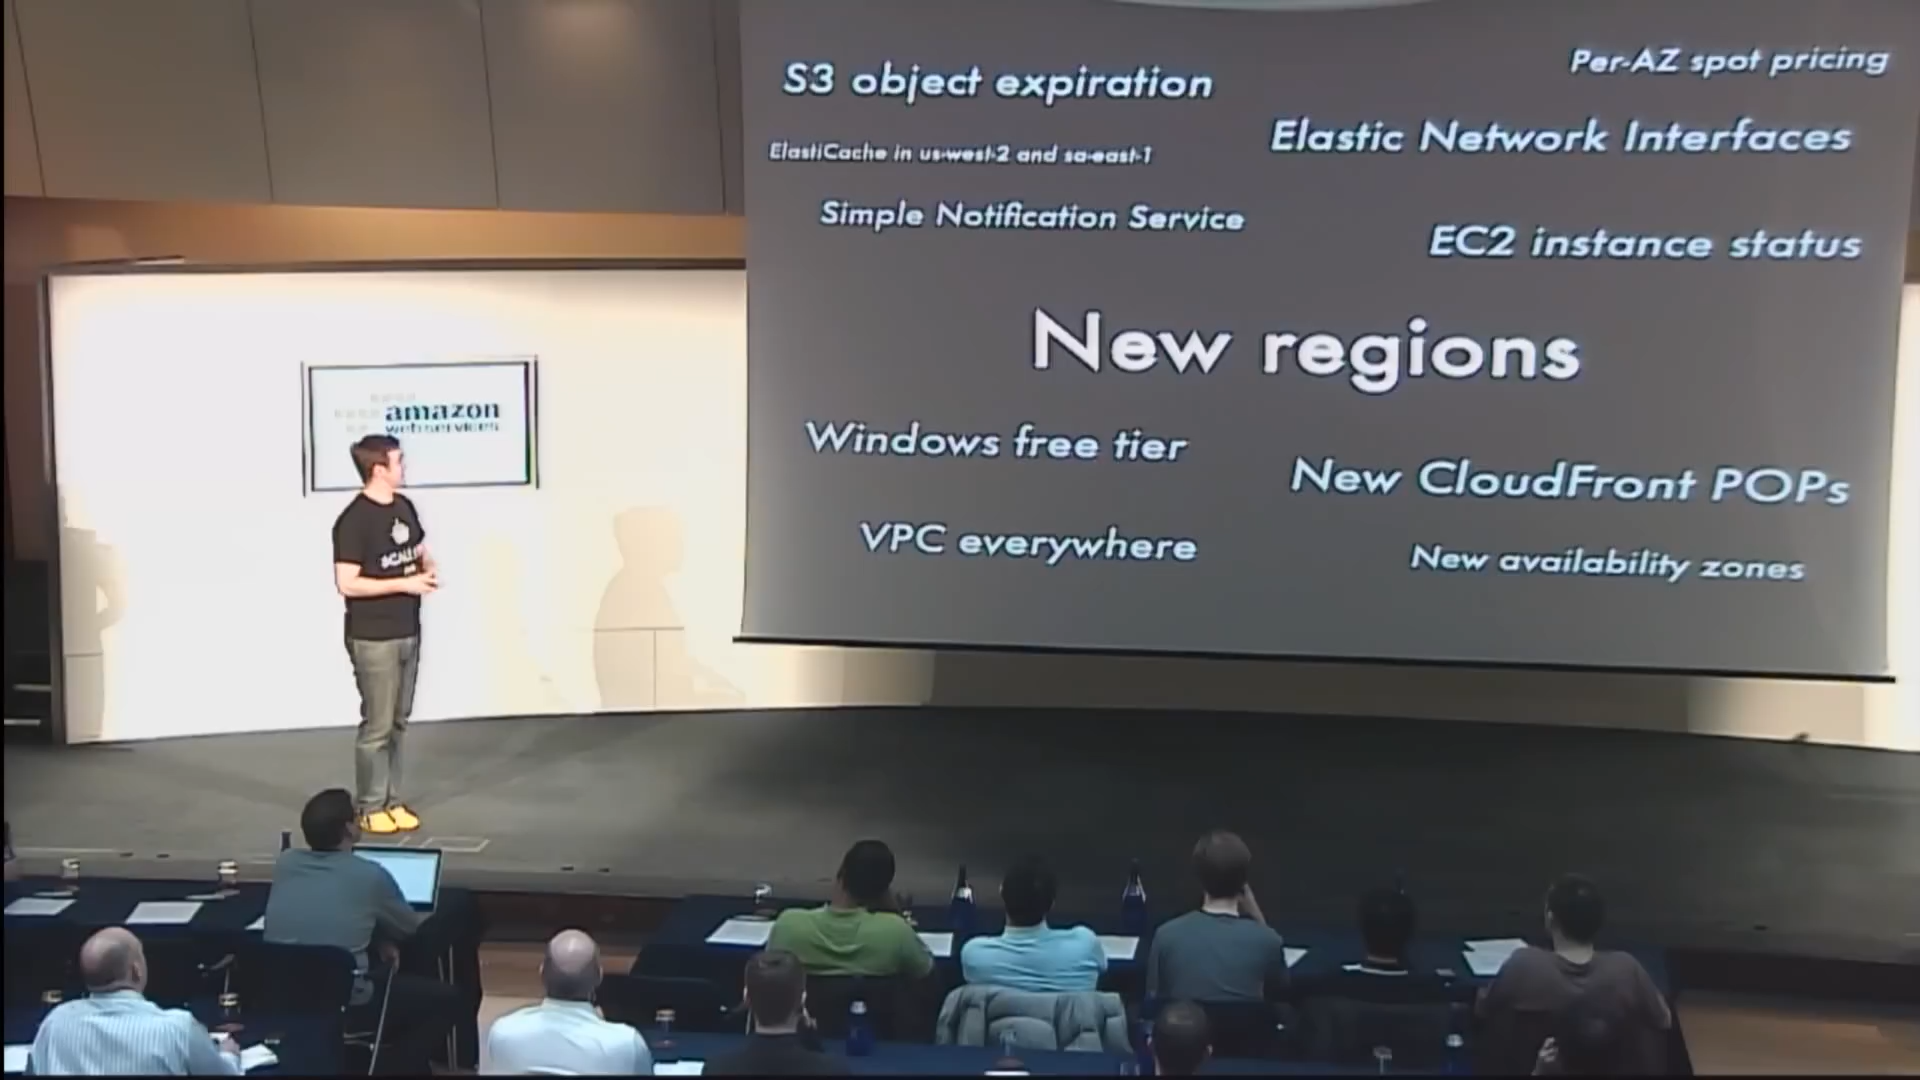 S3 object expiration
Per-AZ spot pricing
Elastic Network Interfaces
ElastiCache in us-west-2 and sa-east-1
Simple Notification Service
EC2 instance status
New regions
Windows free tier
New CloudFront POPs
VPC everywhere
New availability zones
amazon
webservices